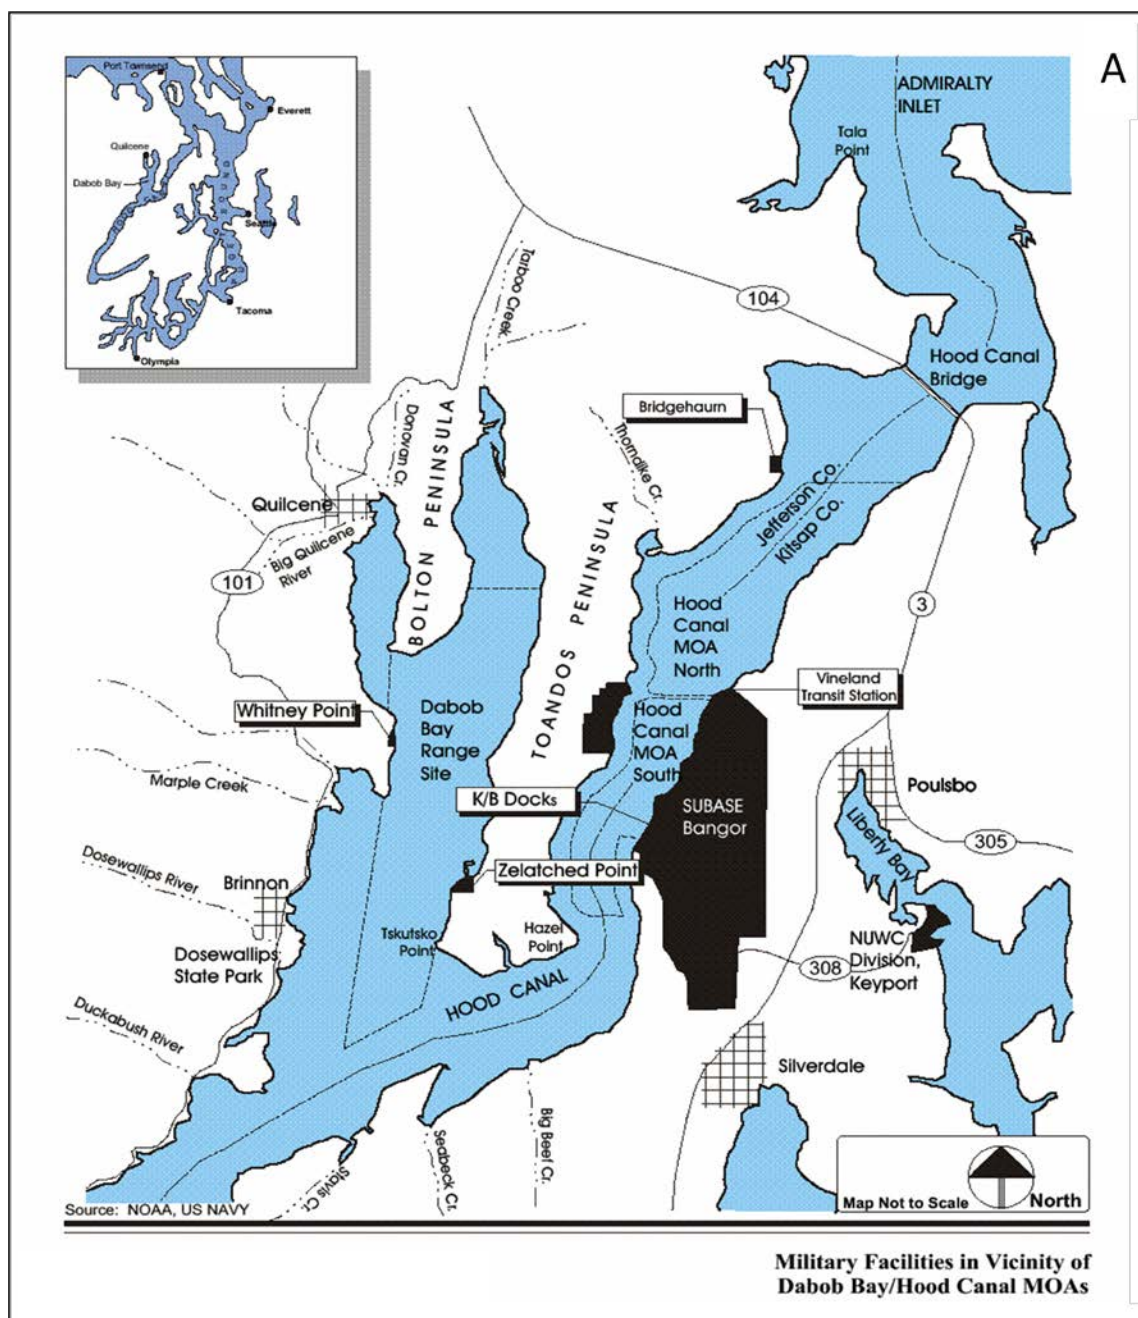 A
Port Townsend
Everett
Quilcene
Dabob Bay
Seattle
Tacoma
Olympia
ADMIRALTY
INLET
Tala
Point
Tarboo Creek
104
Hood Canal
Bridge
Bridgehaurn
Donovan Cr.
BOLTON PENINSULA
Thorndike Cr.
Jefferson Co.
Kitsap Co.
Quilcene
Big Quilcene
River
101
TOANDOS PENINSULA
3
Hood
Canal
MOA
North
Vineland
Transit Station
Whitney Point
Dabob
Bay
Range
Site
Hood
Canal
MOA
South
Marple Creek
K/B Docks
SUBASE
Bangor
Poulsbo
Liberty Bay
305
Dosewallips River
Brinnon
Zelatched Point
Tskutsko
Point
Hazel
Point
Dosewallips
State Park
NUWC
Division,
Keyport
308
HOOD CANAL
Duckabush River
Silverdale
Big Beef Cr.
Seabeck Cr.
Stavis Cr.
Map Not to Scale
North
Source: NOAA, US NAVY
Military Facilities in Vicinity of
Dabob Bay/Hood Canal MOAs